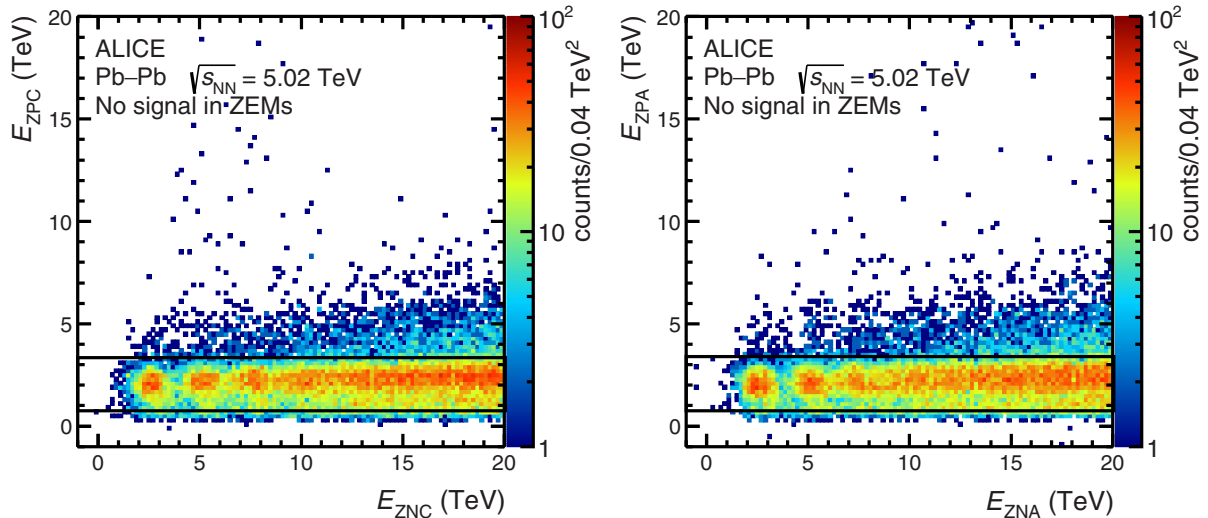 ALICE
Pb–Pb √sNN = 5.02 TeV
No signal in ZEMs
EZPC (TeV)
20
15
10
5
0
0 5 10 15 20
EZNC (TeV)
10²
10
1
counts/0.04 TeV²
ALICE
Pb–Pb √sNN = 5.02 TeV
No signal in ZEMs
EZPA (TeV)
20
15
10
5
0
0 5 10 15 20
EZNA (TeV)
10²
10
1
counts/0.04 TeV²